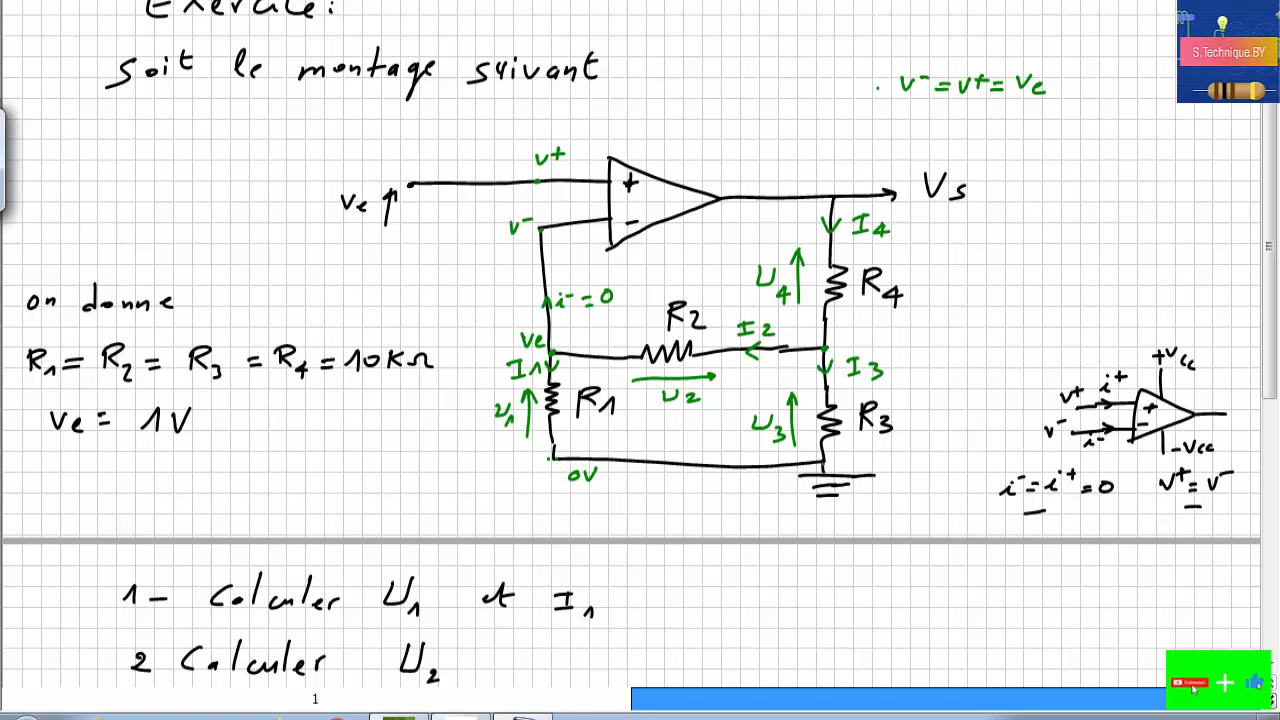 Exercice:
soit le montage suivant
S.Technique.BY
v- = v+ = ve
v+
ve
+
Vs
v-
-
I4
U4
R4
i- = 0
on donne
R1 = R2 = R3 = R4 = 10KΩ
ve = 1V
R2
I2
ve
I1
U2
I3
U1
R1
U3
R3
0V
+Vcc
v+
i+
+
v-
i-
-
-Vcc
i- = i+ = 0
v+ = v-
1- Calculer U1 et I1
2 Calculer U2
1
+